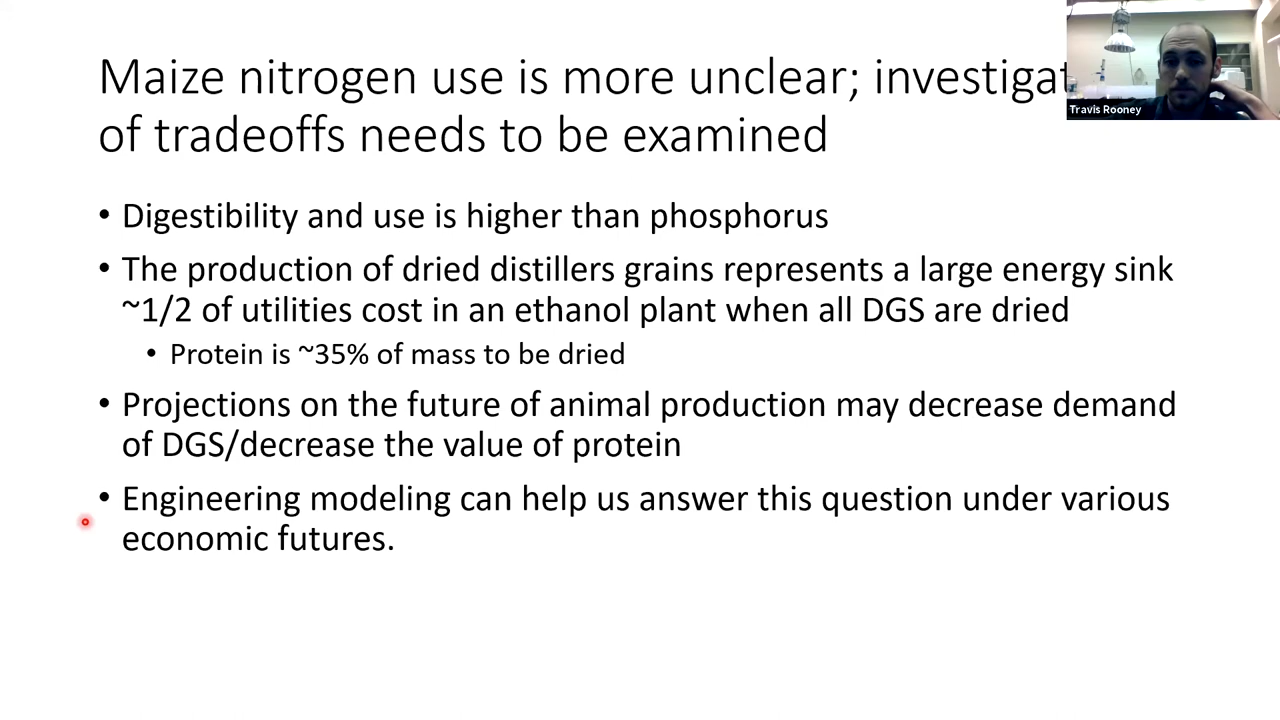 Maize nitrogen use is more unclear;
of tradeoffs needs to be examined
• Digestibility and use is higher than phosphorus
• The production of dried distillers grains represents a large energy sink
~1/2 of utilities cost in an ethanol plant when all DGS are dried
• Protein is ~35% of mass to be dried
• Projections on the future of animal production may decrease demand
of DGS/decrease the value of protein
• Engineering modeling can help us answer this question under various
economic futures.
Travis Rooney